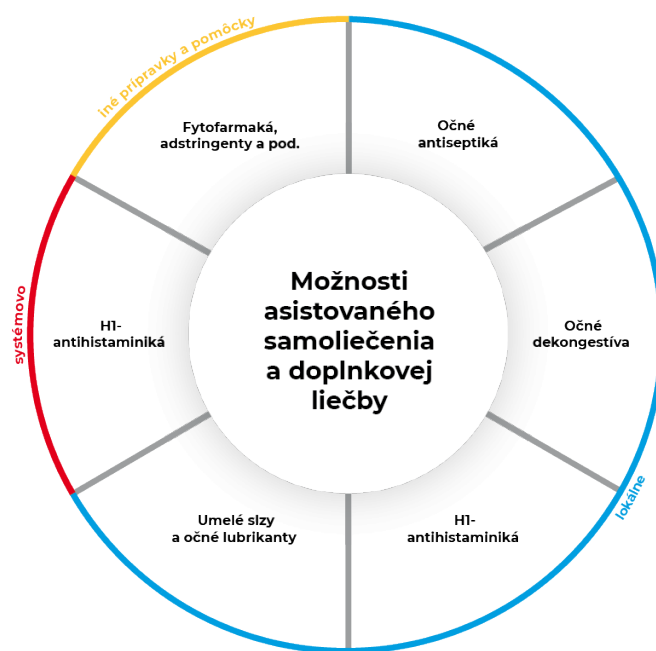 iné prípravky a pomôcky
Fytofarmaká,
adstringenty a pod.
Očné
antiseptiká
systémovo
H1-
antihistaminiká
Možnosti
asistovaného
samoliečenia
a doplnkovej
liečby
Očné
dekongestíva
lokálne
Umelé slzy
a očné lubrikanty
H1-
antihistaminiká